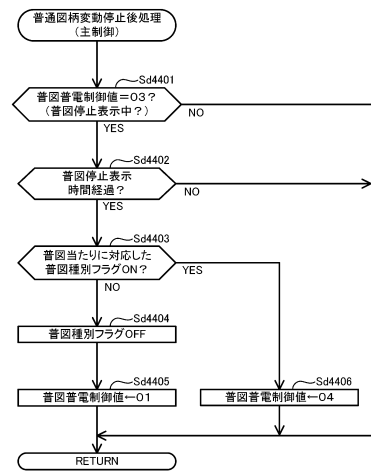 普通図柄変動停止後処理
(主制御)
Sd4401
普図普電制御値=03?
(普図停止表示中?)
NO
YES
Sd4402
普図停止表示
時間経過?
NO
YES
Sd4403
普図当たりに対応した
普図種別フラグON?
YES
NO
Sd4404
普図種別フラグOFF
Sd4405
普図普電制御値←01
Sd4406
普図普電制御値←04
RETURN